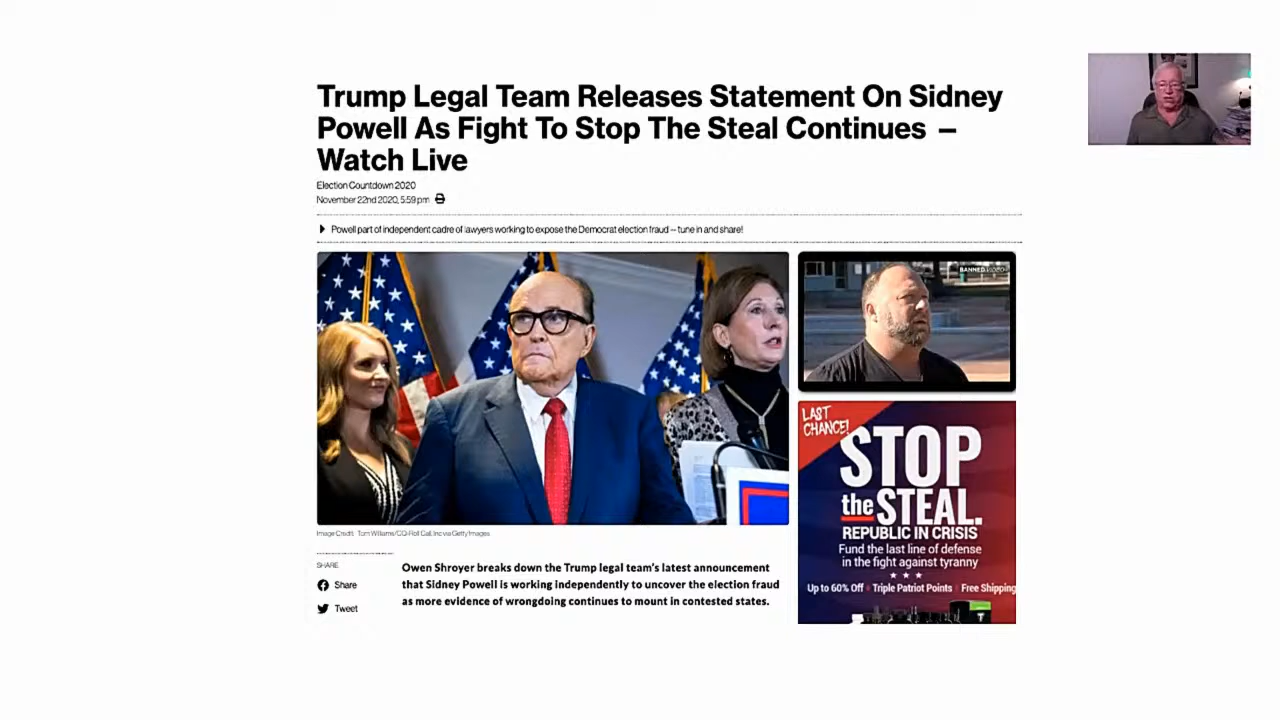 Trump Legal Team Releases Statement On Sidney
Powell As Fight To Stop The Steal Continues –
Watch Live
Election Countdown 2020
November 22nd 2020, 5:59 pm
Powell part of independent cadre of lawyers working to expose the Democrat election fraud – tune in and share!
BANNED.VIDEO
Image Credit: Tom Williams/CQ-Roll Call, Inc via Getty Images
SHARE
Share
Tweet
Owen Shroyer breaks down the Trump legal team's latest announcement
that Sidney Powell is working independently to uncover the election fraud
as more evidence of wrongdoing continues to mount in contested states.
LAST
CHANCE!
STOP
the STEAL.
REPUBLIC IN CRISIS
Fund the last line of defense
in the fight against tyranny
Up to 60% Off Triple Patriot Points Free Shipping